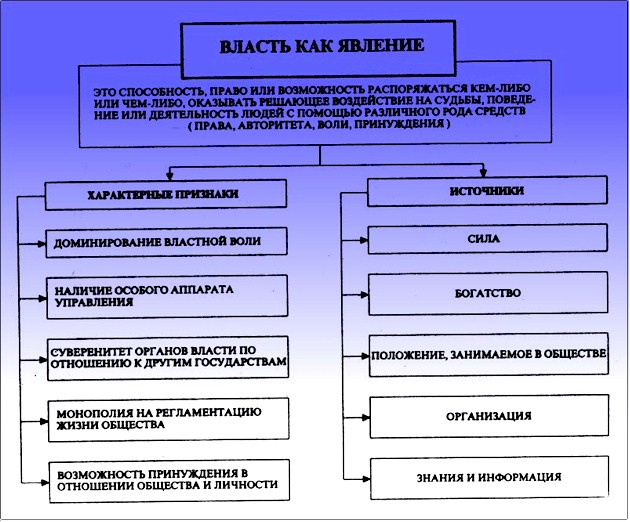 ВЛАСТЬ КАК ЯВЛЕНИЕ
ЭТО СПОСОБНОСТЬ, ПРАВО ИЛИ ВОЗМОЖНОСТЬ РАСПОРЯЖАТЬСЯ КЕМ-ЛИБО
ИЛИ ЧЕМ-ЛИБО, ОКАЗЫВАТЬ РЕШАЮЩЕЕ ВОЗДЕЙСТВИЕ НА СУДЬБЫ, ПОВЕДЕ-
НИЕ ИЛИ ДЕЯТЕЛЬНОСТЬ ЛЮДЕЙ С ПОМОЩЬЮ РАЗЛИЧНОГО РОДА СРЕДСТВ
( ПРАВА, АВТОРИТЕТА, ВОЛИ, ПРИНУЖДЕНИЯ )
ХАРАКТЕРНЫЕ ПРИЗНАКИ
ДОМИНИРОВАНИЕ ВЛАСТНОЙ ВОЛИ
НАЛИЧИЕ ОСОБОГО АППАРАТА
УПРАВЛЕНИЯ
СУВЕРЕНИТЕТ ОРГАНОВ ВЛАСТИ ПО
ОТНОШЕНИЮ К ДРУГИМ ГОСУДАРСТВАМ
МОНОПОЛИЯ НА РЕГЛАМЕНТАЦИЮ
ЖИЗНИ ОБЩЕСТВА
ВОЗМОЖНОСТЬ ПРИНУЖДЕНИЯ В
ОТНОШЕНИИ ОБЩЕСТВА И ЛИЧНОСТИ
ИСТОЧНИКИ
СИЛА
БОГАТСТВО
ПОЛОЖЕНИЕ, ЗАНИМАЕМОЕ В ОБЩЕСТВЕ
ОРГАНИЗАЦИЯ
ЗНАНИЯ И ИНФОРМАЦИЯ